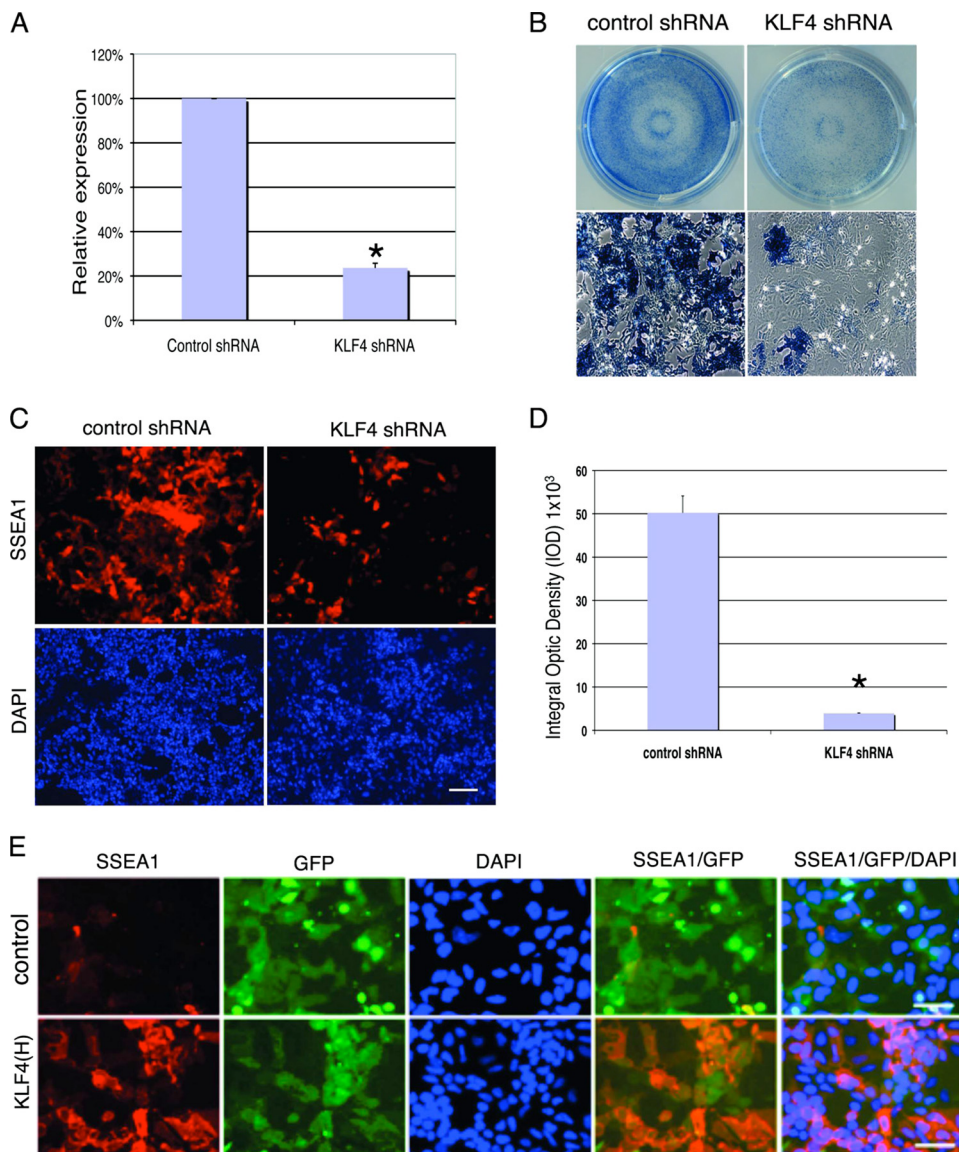 A
120%
100%
80%
60%
40%
20%
0%
Relative expression
*
Control shRNA
KLF4 shRNA
B
control shRNA
KLF4 shRNA
C
control shRNA
KLF4 shRNA
SSEA1
DAPI
D
60
50
40
30
20
10
0
Integral Optic Density (IOD) 1x10³
*
control shRNA
KLF4 shRNA
E
SSEA1
GFP
DAPI
SSEA1/GFP
SSEA1/GFP/DAPI
control
KLF4(H)